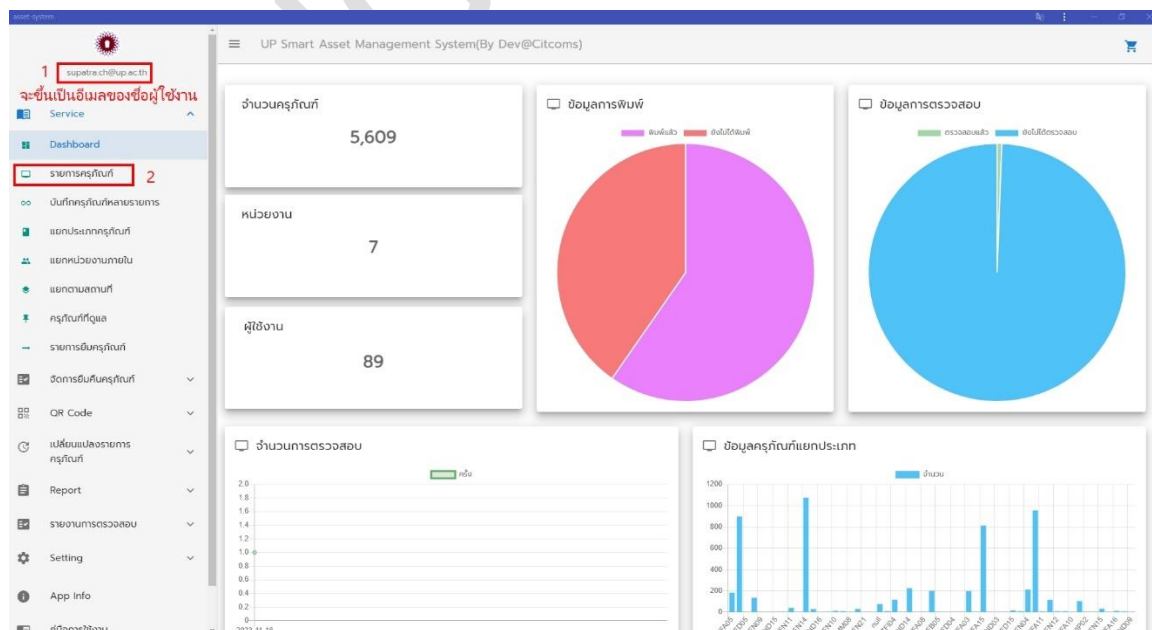 asset-system
UP Smart Asset Management System(By Dev@Citcoms)
1
supatra.ch@up.ac.th
จะขึ้นเป็นอีเมลของชื่อผู้ใช้งาน
Service
Dashboard
รายการครุภัณฑ์
2
บันทึกครุภัณฑ์หลายรายการ
แยกประเภทครุภัณฑ์
แยกหน่วยงานภายใน
แยกตามสถานที่
ครุภัณฑ์ที่ดูแล
รายการยืมครุภัณฑ์
จัดการยืมคืนครุภัณฑ์
QR Code
เปลี่ยนแปลงรายการ
ครุภัณฑ์
Report
รายงานการตรวจสอบ
Setting
App Info
คู่มือการใช้งาน
จำนวนครุภัณฑ์
5,609
หน่วยงาน
7
ผู้ใช้งาน
89
ข้อมูลการพิมพ์
พิมพ์แล้ว ยังไม่ได้พิมพ์
ข้อมูลการตรวจสอบ
ตรวจสอบแล้ว ยังไม่ได้ตรวจสอบ
จำนวนการตรวจสอบ
ครั้ง
2.0
1.8
1.6
1.4
1.2
1.0
0.8
0.6
0.4
0.2
0
ข้อมูลครุภัณฑ์แยกประเภท
จำนวน
1200
1000
800
600
400
200
0
null